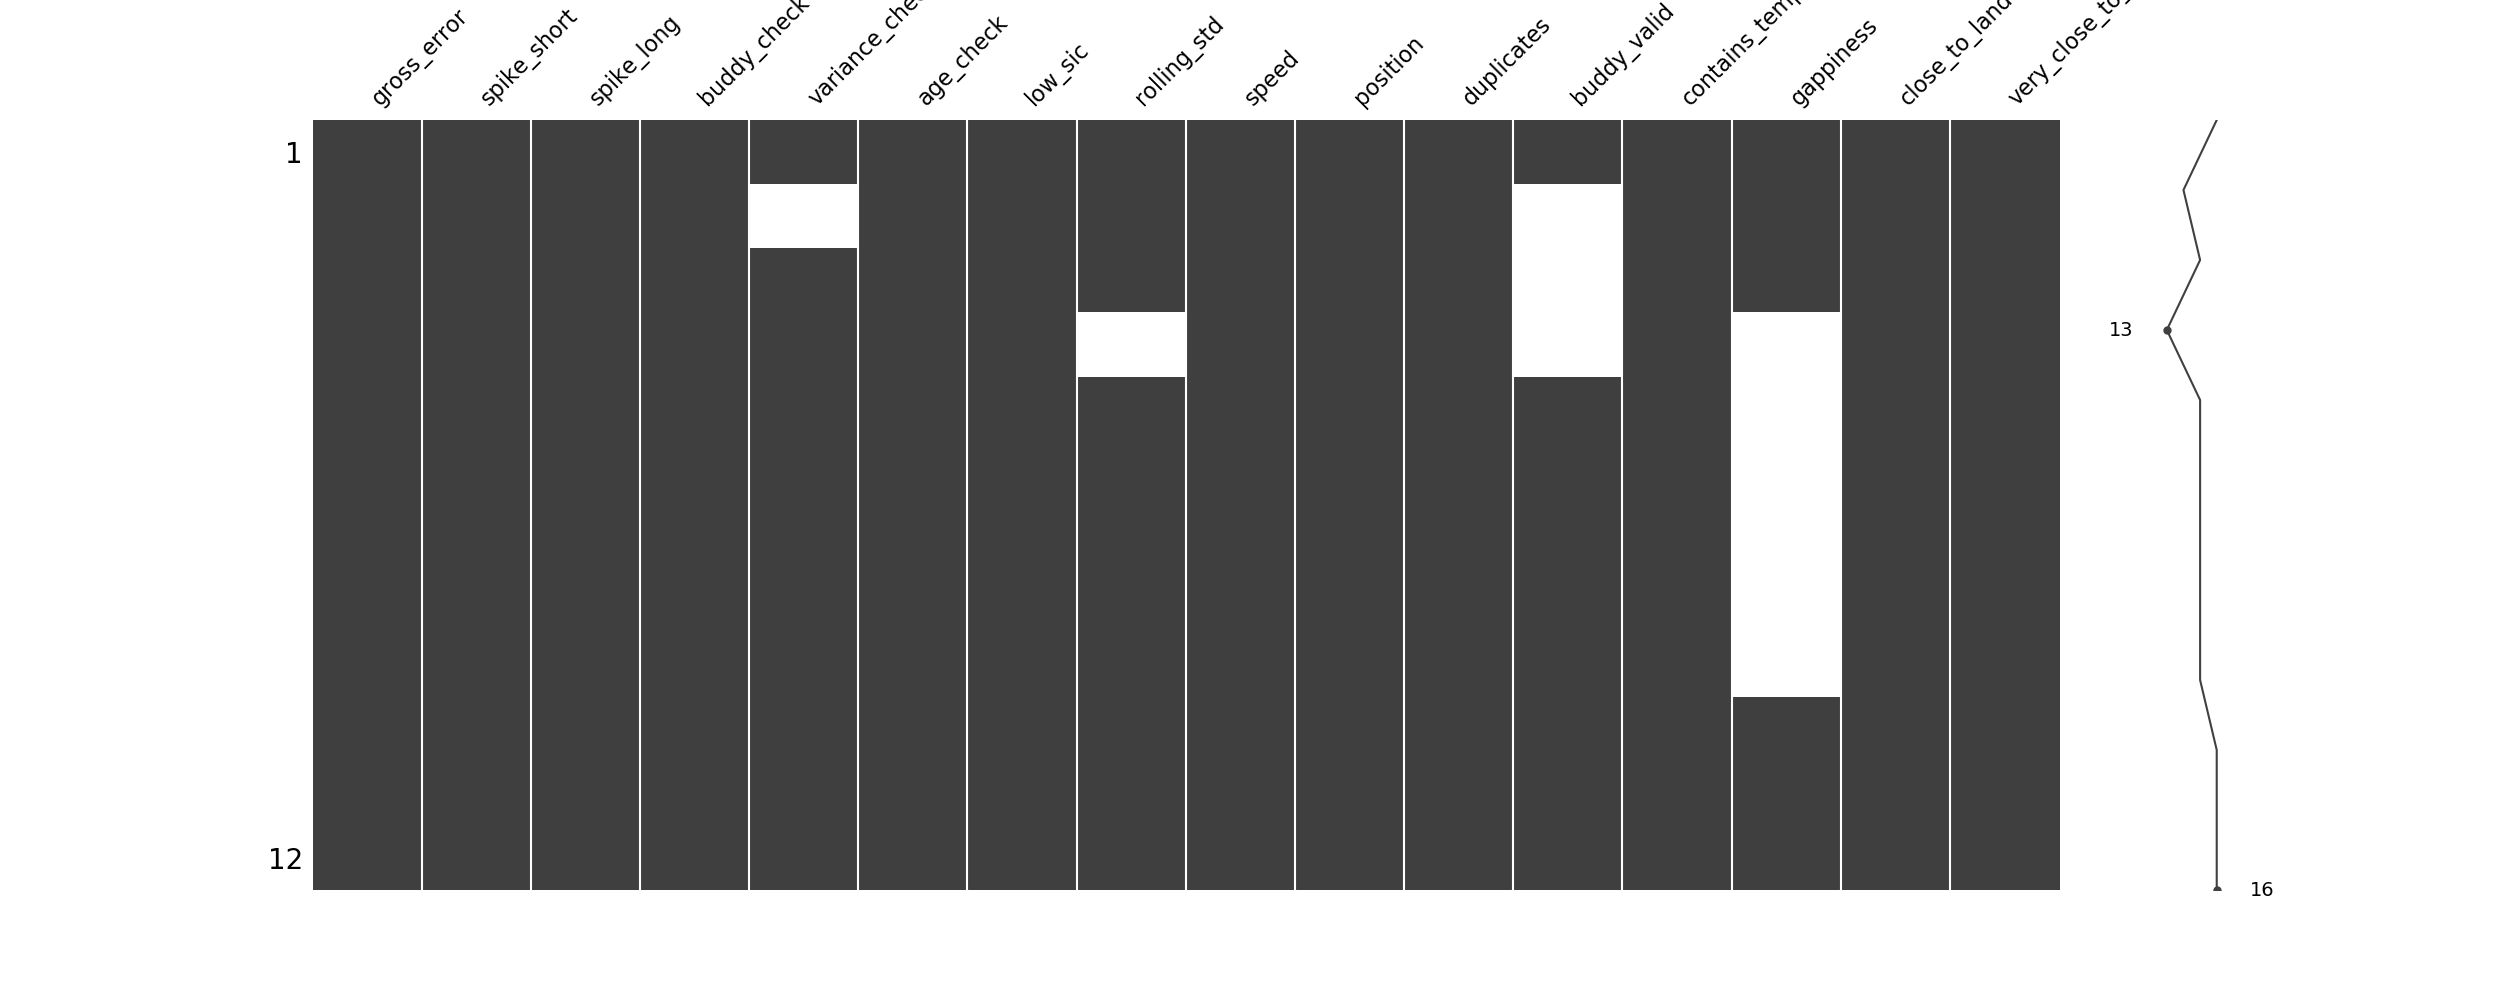 gross_error
spike_short
spike_long
buddy_check
variance_che
age_check
low_sic
rolling_std
speed
position
duplicates
buddy_valid
contains_temp
gappiness
close_to_land
very_close_to_
1
13
12
16